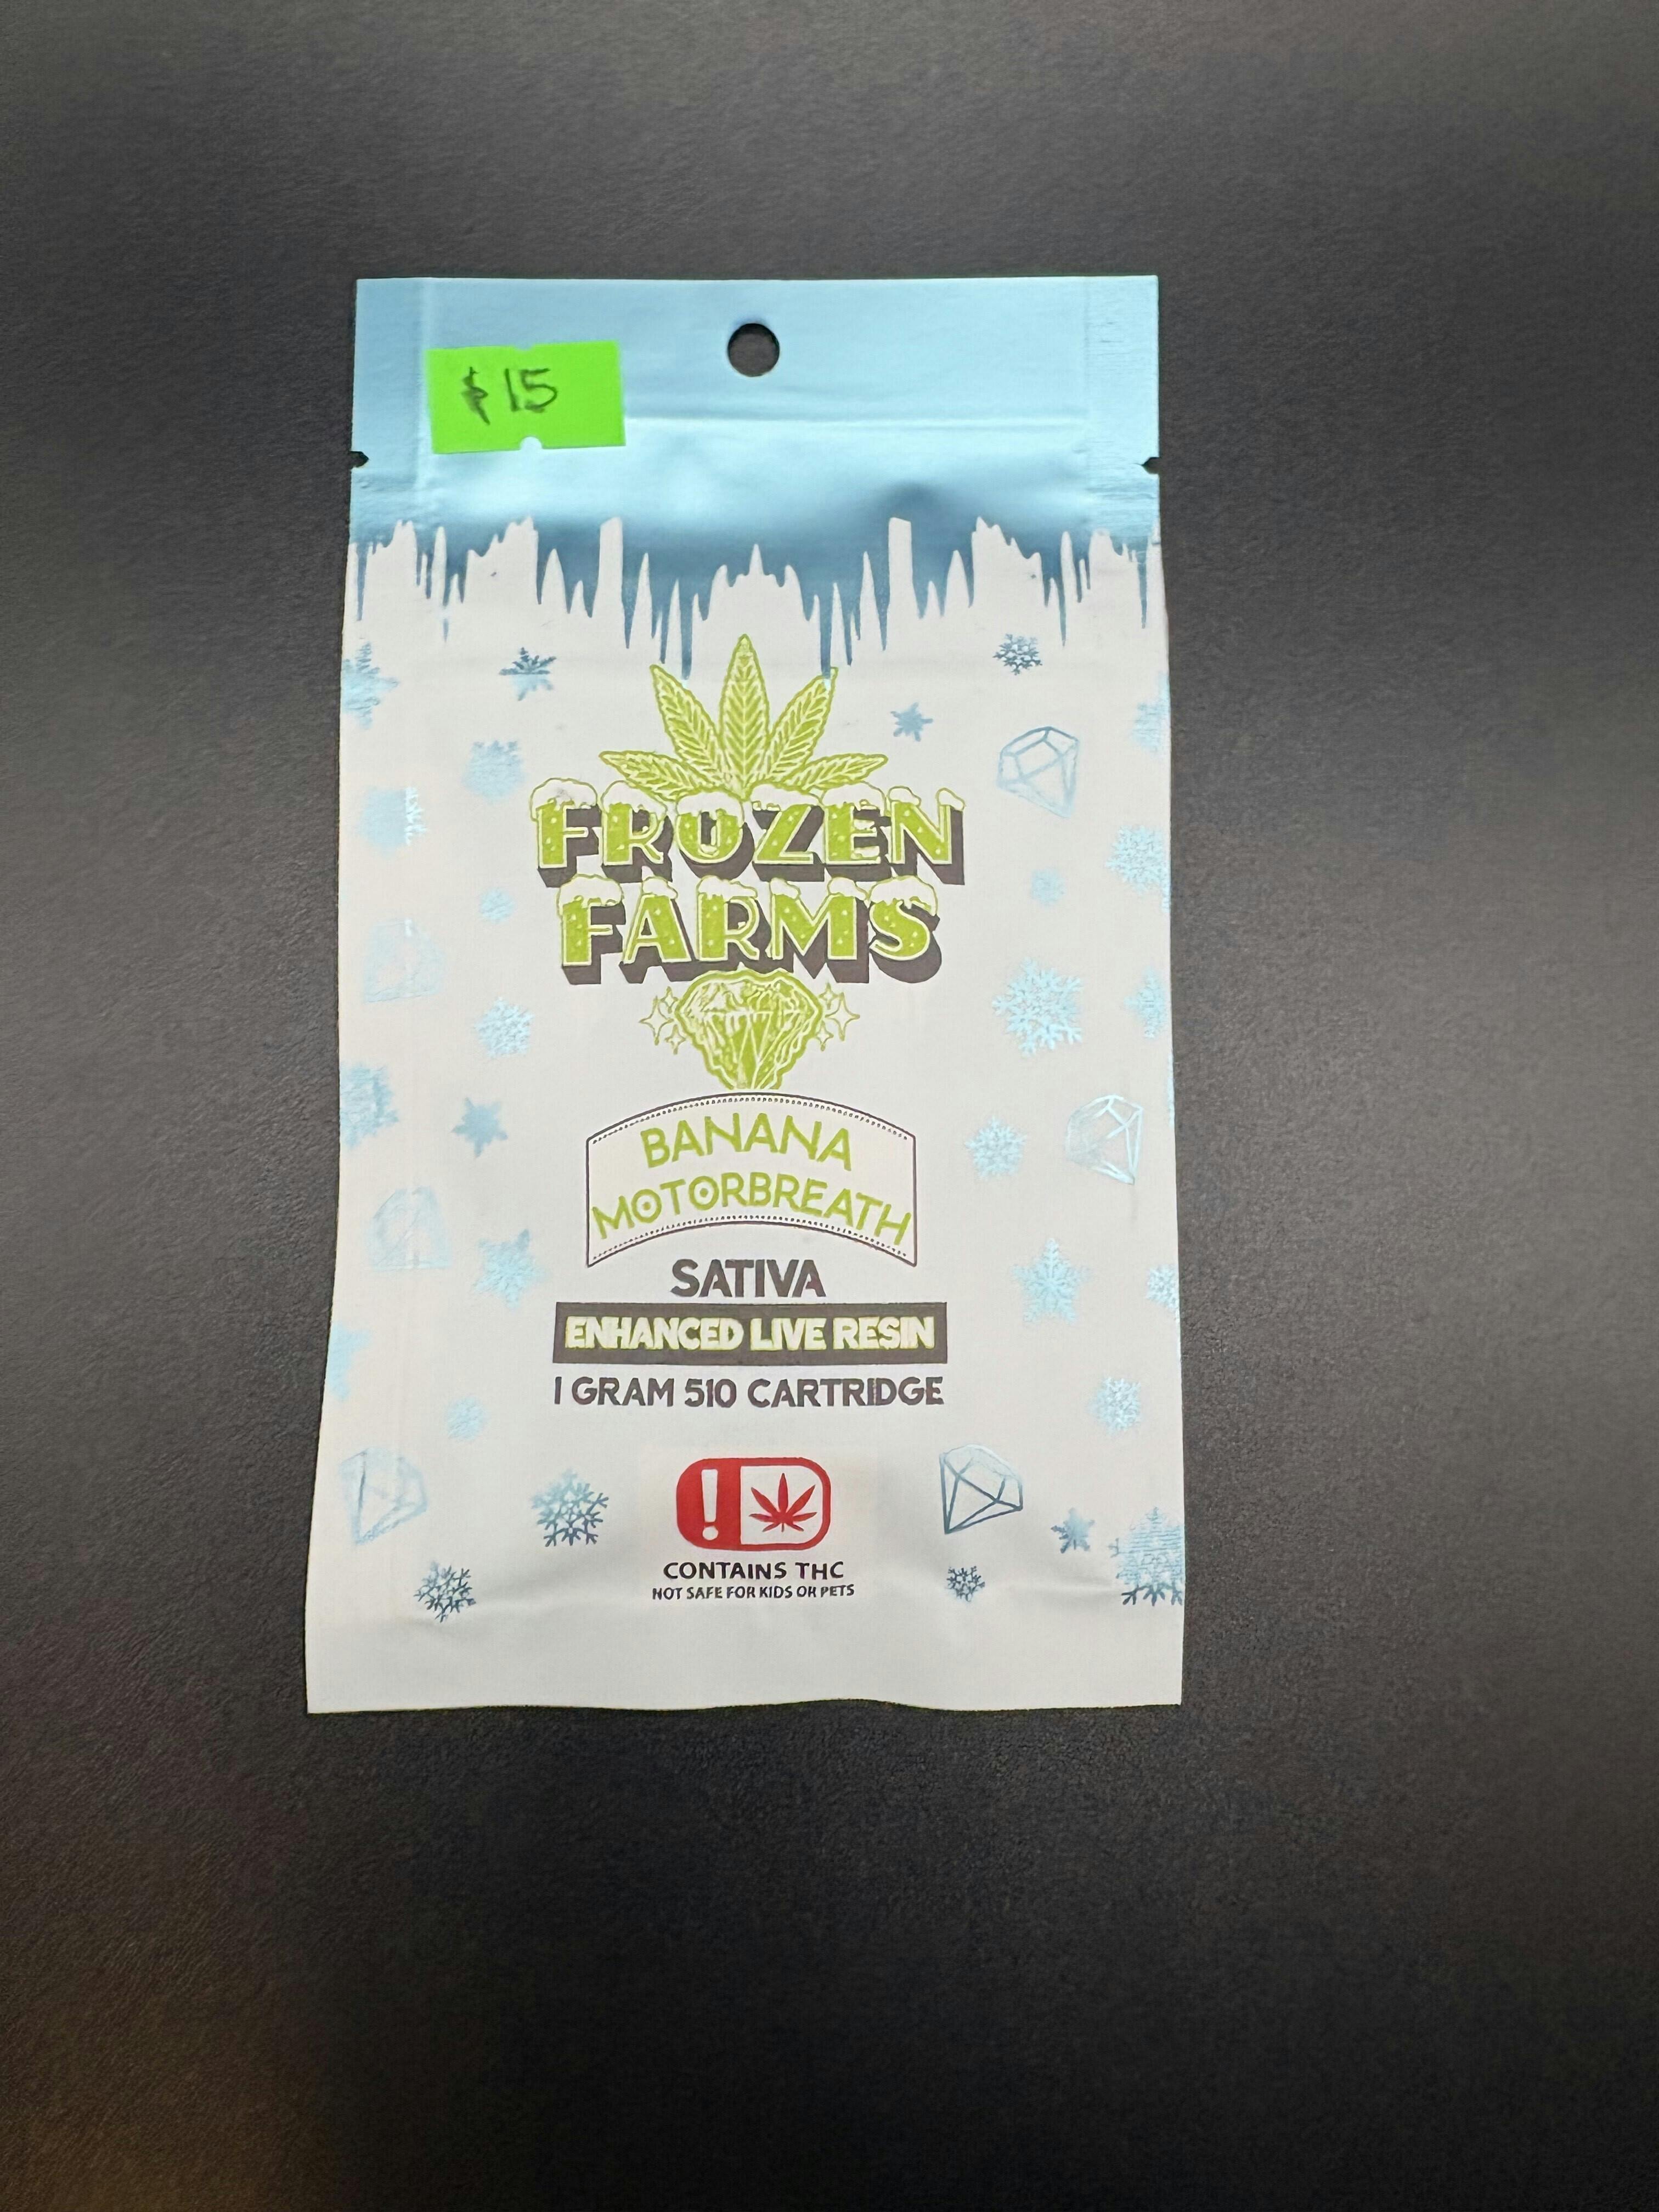 $15
FROZEN
FARMS
BANANA
MOTORBREATH
SATIVA
ENHANCED LIVE RESIN
1 GRAM 510 CARTRIDGE
!
CONTAINS THC
NOT SAFE FOR KIDS OR PETS